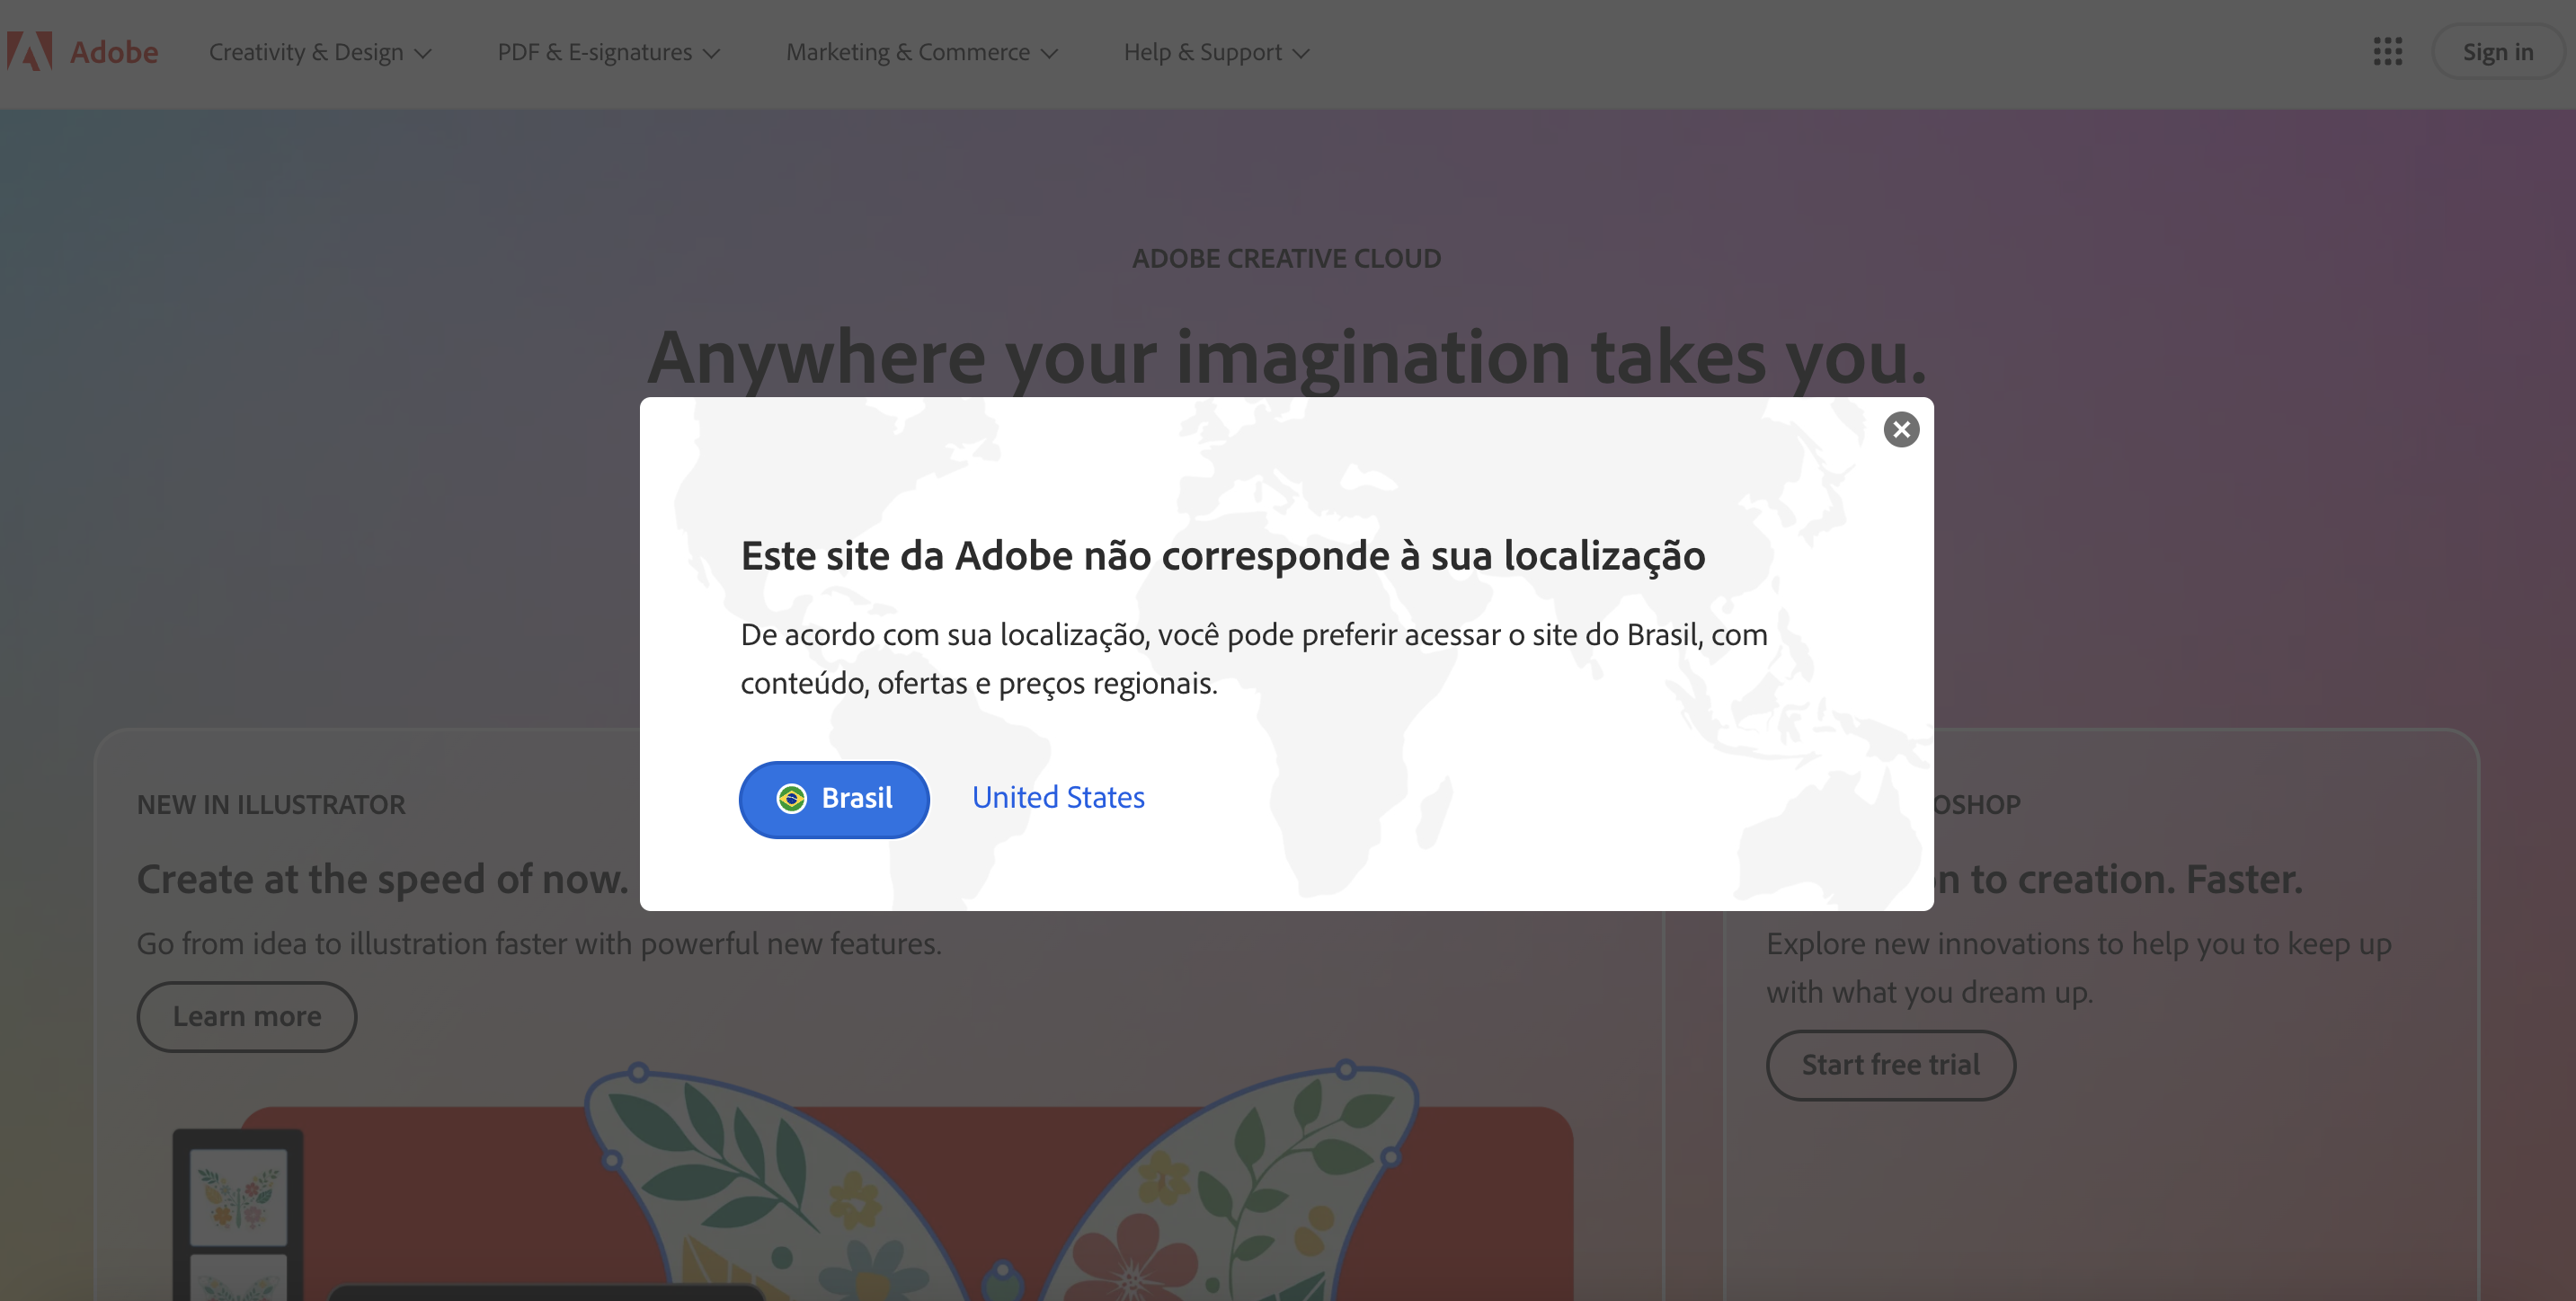 Adobe
Creativity & Design
PDF & E-signatures
Marketing & Commerce
Help & Support
Sign in
ADOBE CREATIVE CLOUD
Anywhere your imagination takes you.
Este site da Adobe não corresponde à sua localização
De acordo com sua localização, você pode preferir acessar o site do Brasil, com
conteúdo, ofertas e preços regionais.
Brasil
United States
NEW IN ILLUSTRATOR
Create at the speed of now.
Go from idea to illustration faster with powerful new features.
Learn more
to creation. Faster.
Explore new innovations to help you to keep up
with what you dream up.
Start free trial